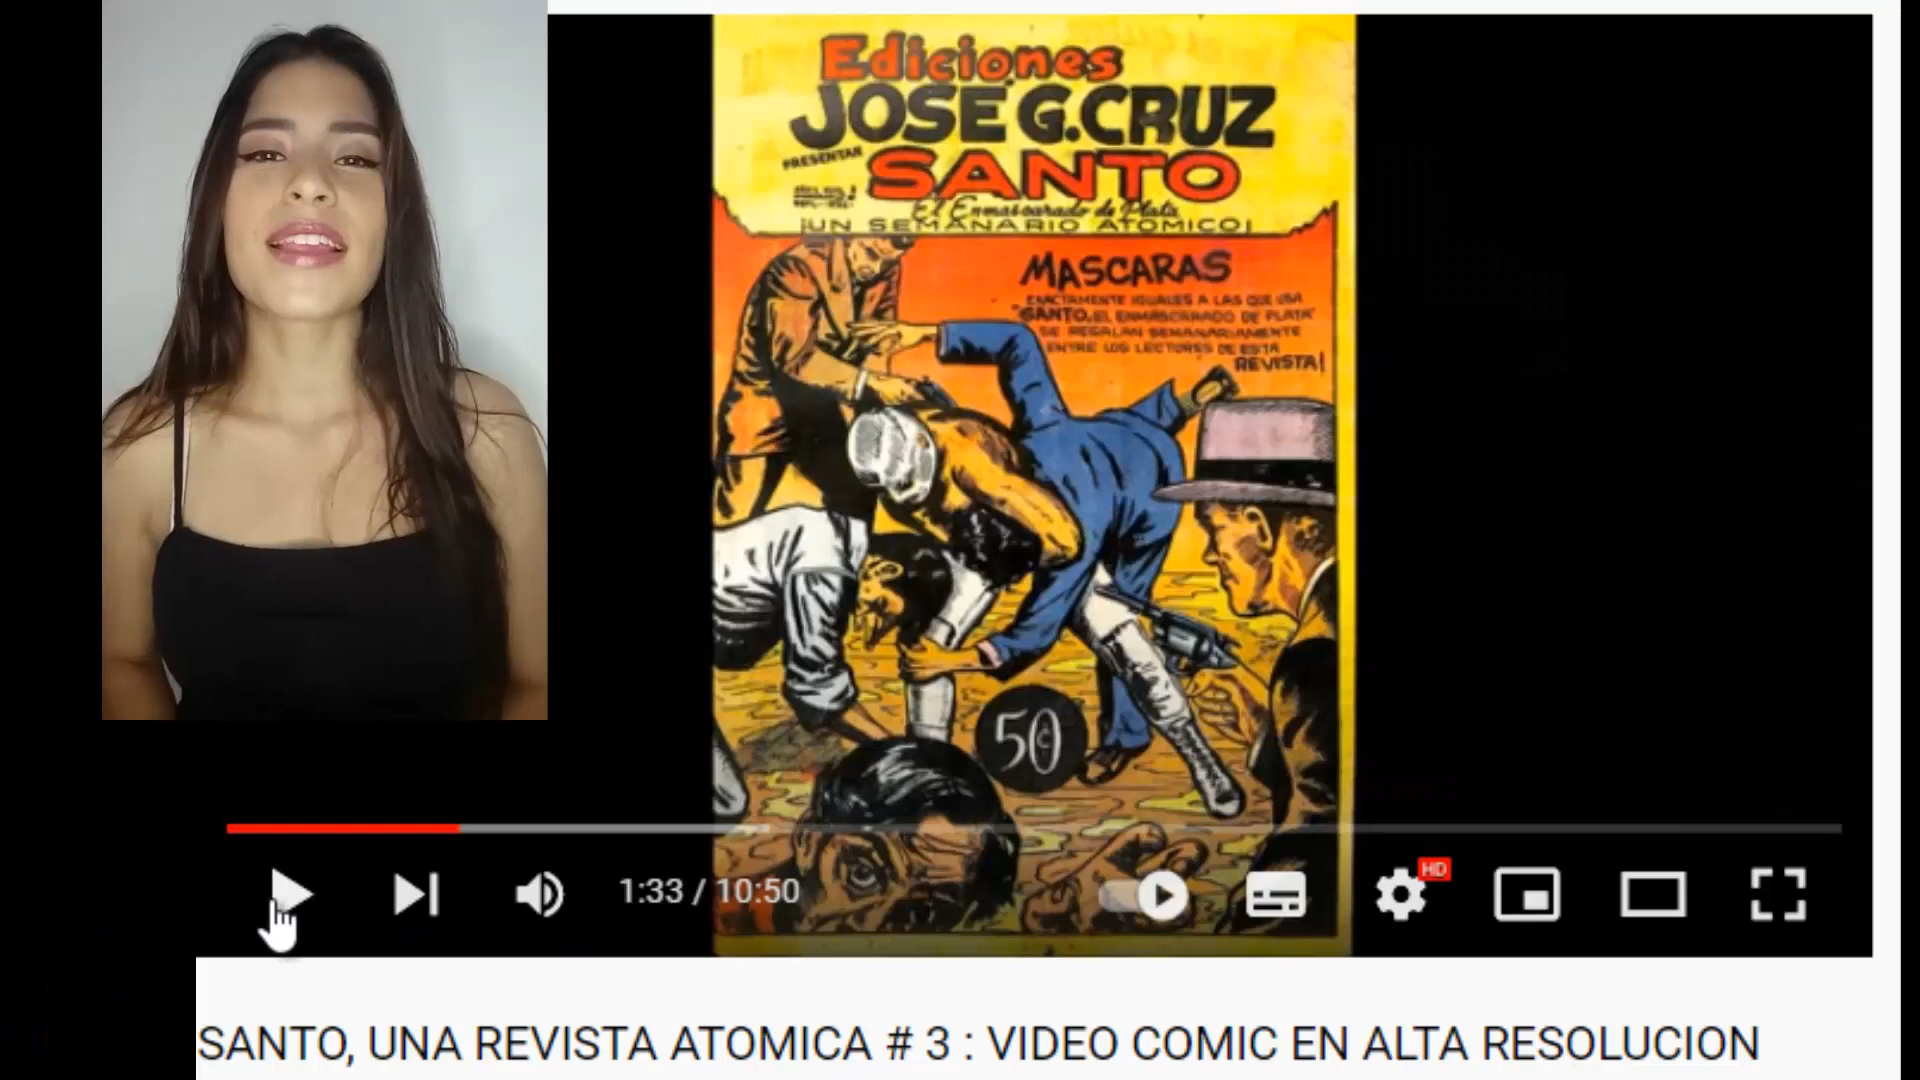 Ediciones
JOSE G. CRUZ
PRESENTAN
SANTO
El Enmascarado de Plata
¡UN SEMANARIO ATOMICO!
MASCARAS
EXACTAMENTE IGUALES A LAS QUE USA
"SANTO, EL ENMASCARADO DE PLATA"
SE REGALAN SEMANARIAMENTE
ENTRE LOS LECTORES DE ESTA
REVISTA!
50¢
1:33 / 10:50
HD
SANTO, UNA REVISTA ATOMICA # 3 : VIDEO COMIC EN ALTA RESOLUCION